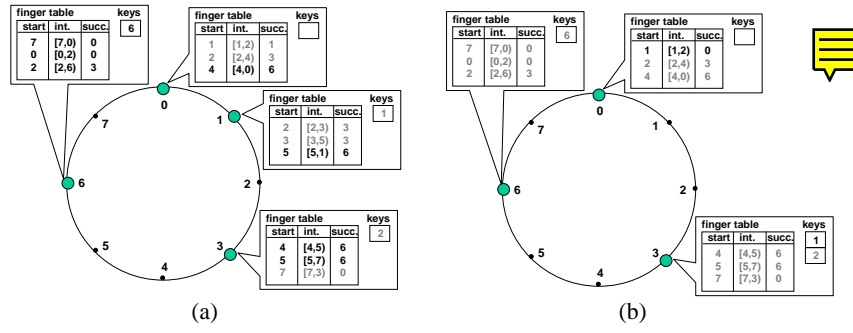 finger table keys
start int. succ. 6
7 [7,0) 0
0 [0,2) 0
2 [2,6) 3
finger table keys
start int. succ.
1 [1,2) 1
2 [2,4) 3
4 [4,0) 6
finger table keys
start int. succ. 1
2 [2,3) 3
3 [3,5) 3
5 [5,1) 6
finger table keys
start int. succ. 2
4 [4,5) 6
5 [5,7) 6
7 [7,3) 0
0
1
2
3
4
5
6
7
(a)
finger table keys
start int. succ. 6
7 [7,0) 0
0 [0,2) 0
2 [2,6) 3
finger table keys
start int. succ.
1 [1,2) 0
2 [2,4) 3
4 [4,0) 6
finger table keys
start int. succ. 1
4 [4,5) 6 2
5 [5,7) 6
7 [7,3) 0
0
1
2
3
4
5
6
7
(b)